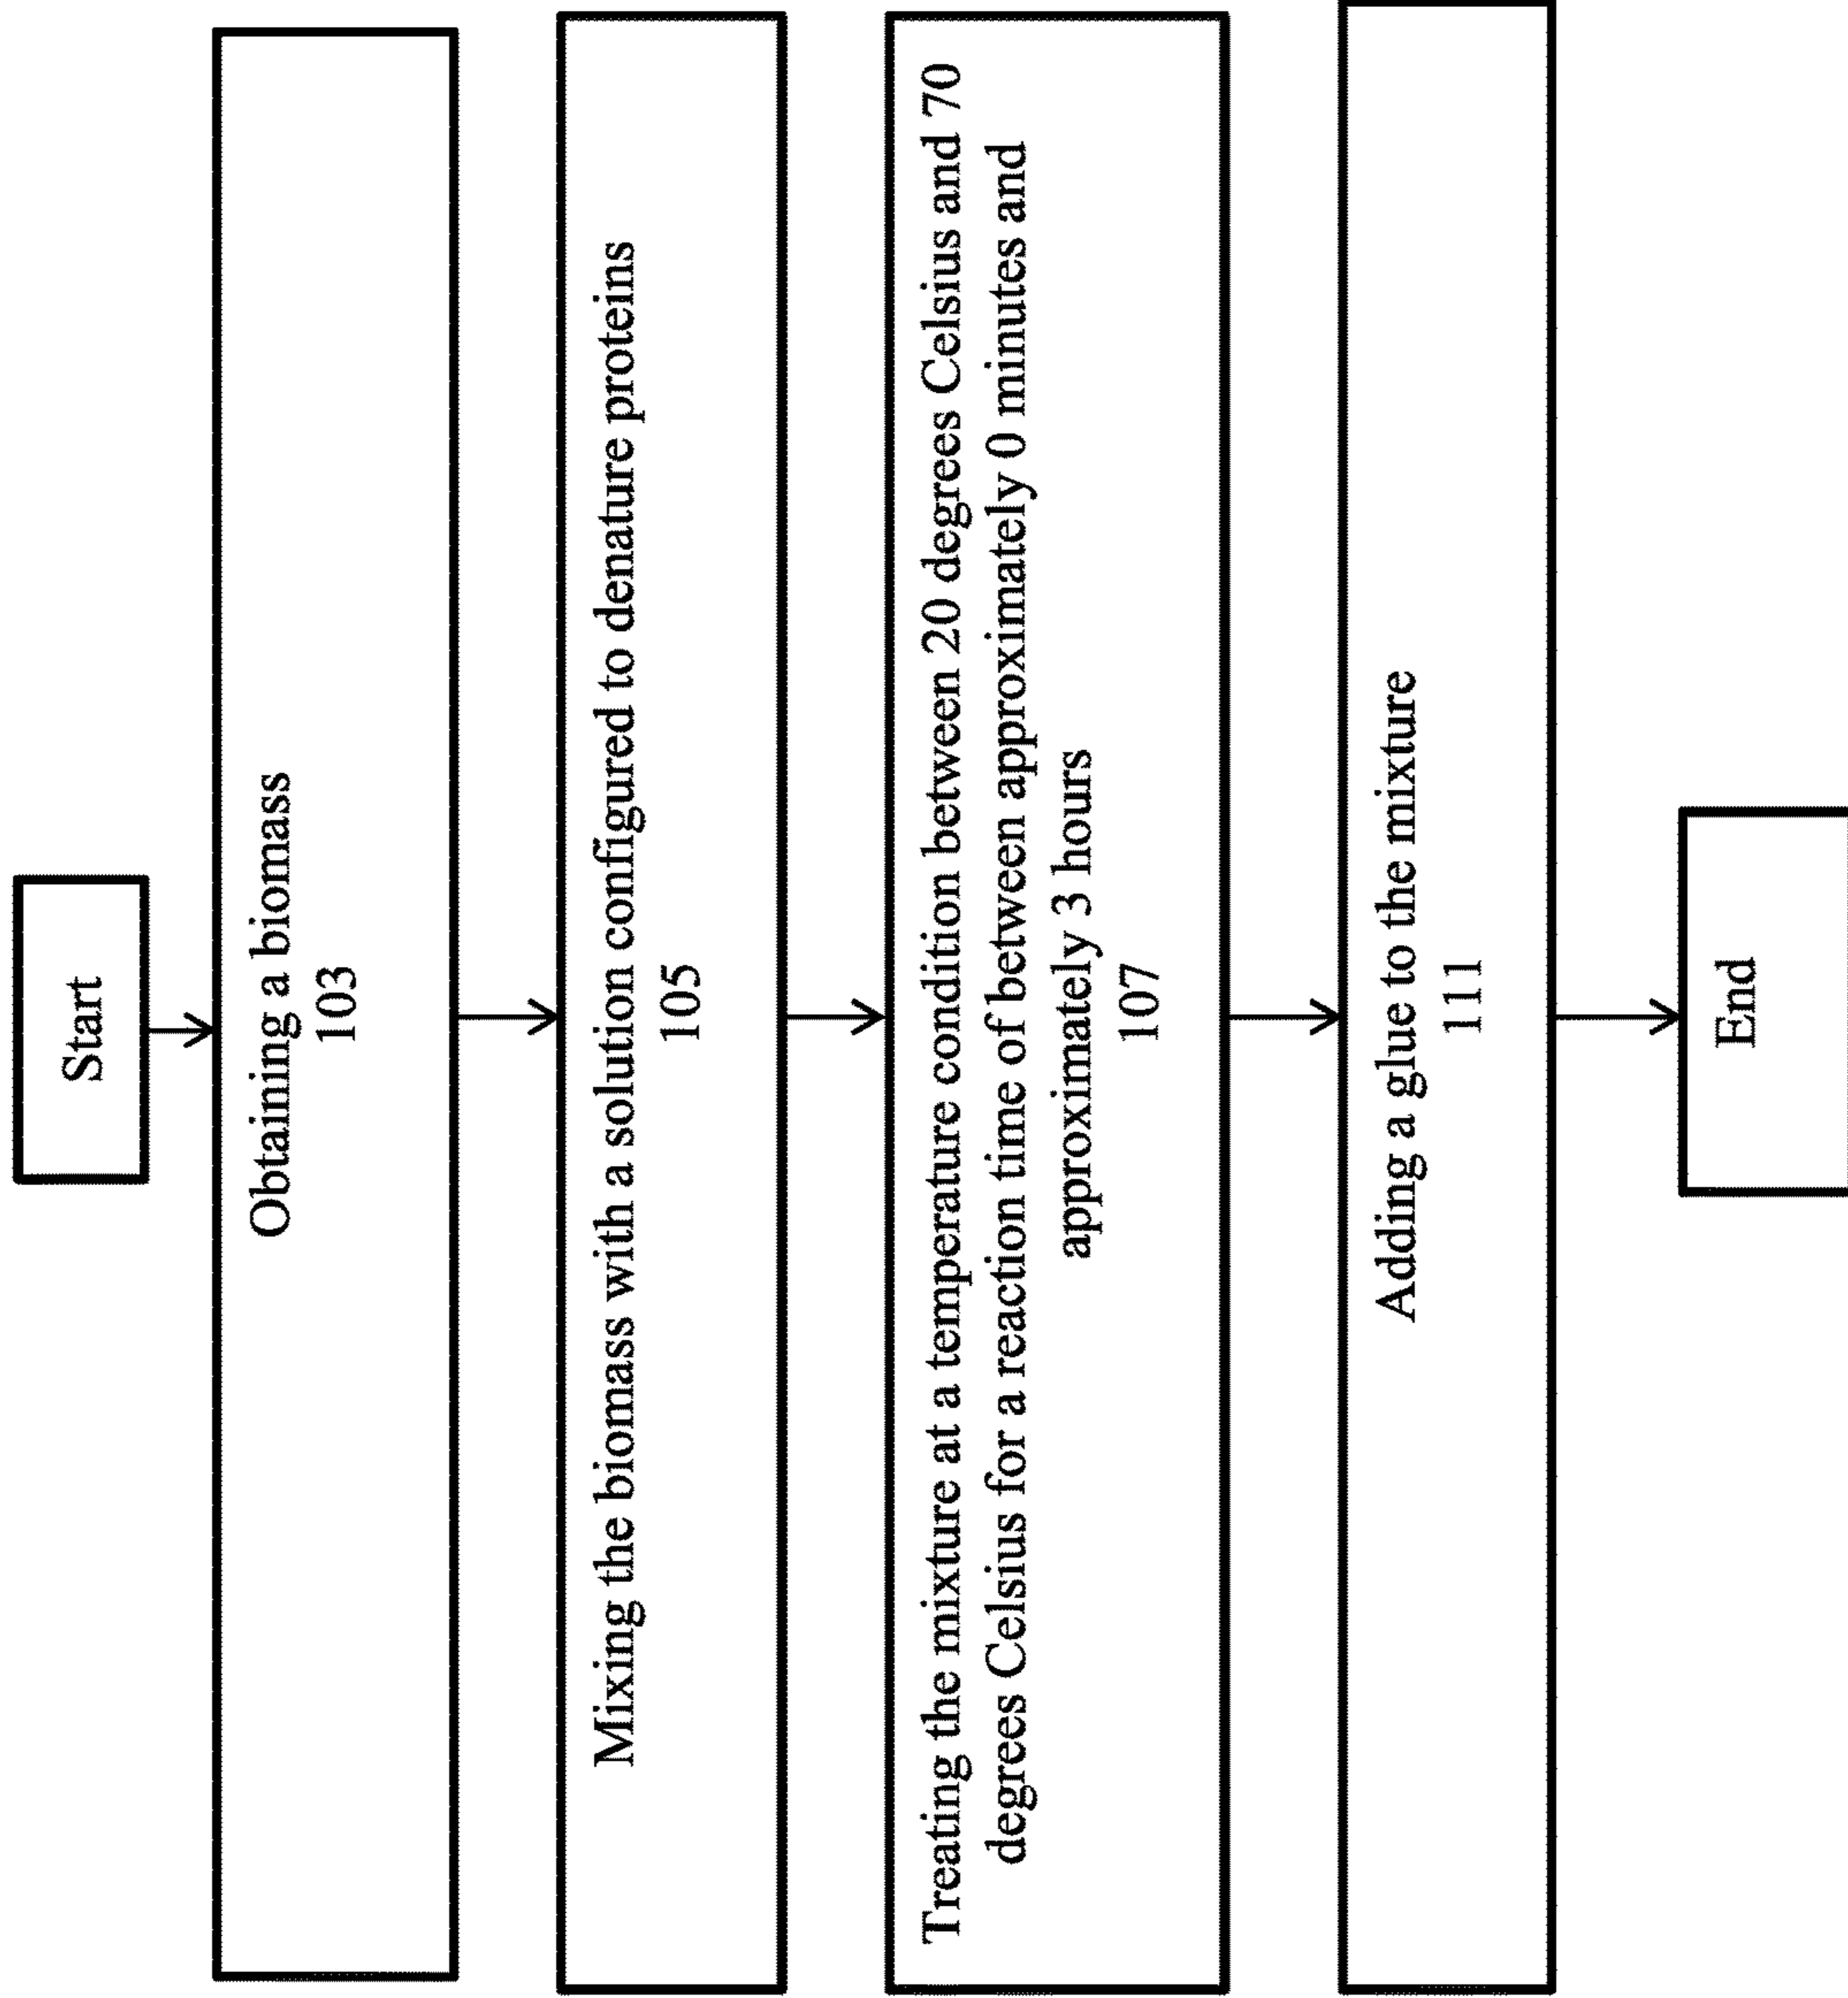 Start
Obtaining a biomass
103
Mixing the biomass with a solution configured to denature proteins
105
Treating the mixture at a temperature condition between 20 degrees Celsius and 70
degrees Celsius for a reaction time of between approximately 0 minutes and
approximately 3 hours
107
Adding a glue to the mixture
111
End